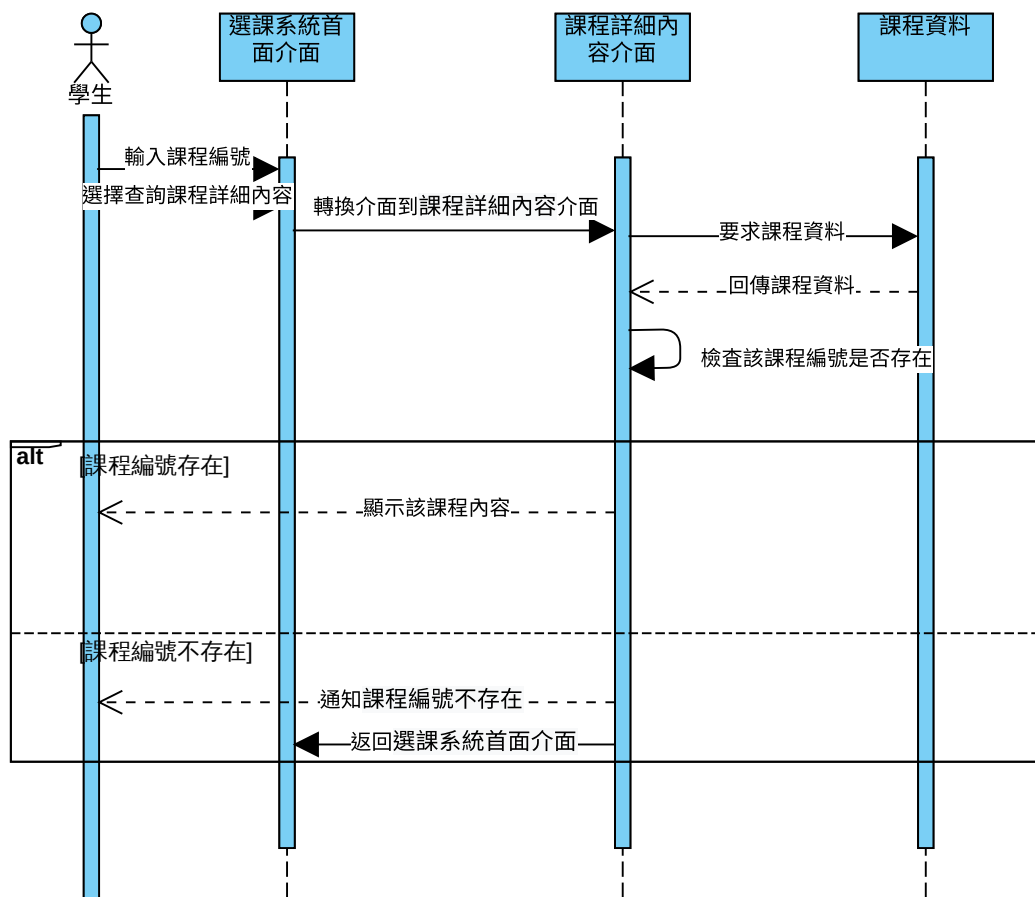 選課系統首
面介面
課程詳細內
容介面
課程資料
學生
輸入課程編號
選擇查詢課程詳細內容
轉換介面到課程詳細內容介面
要求課程資料
回傳課程資料
檢查該課程編號是否存在
alt
[課程編號存在]
顯示該課程內容
[課程編號不存在]
通知課程編號不存在
返回選課系統首面介面